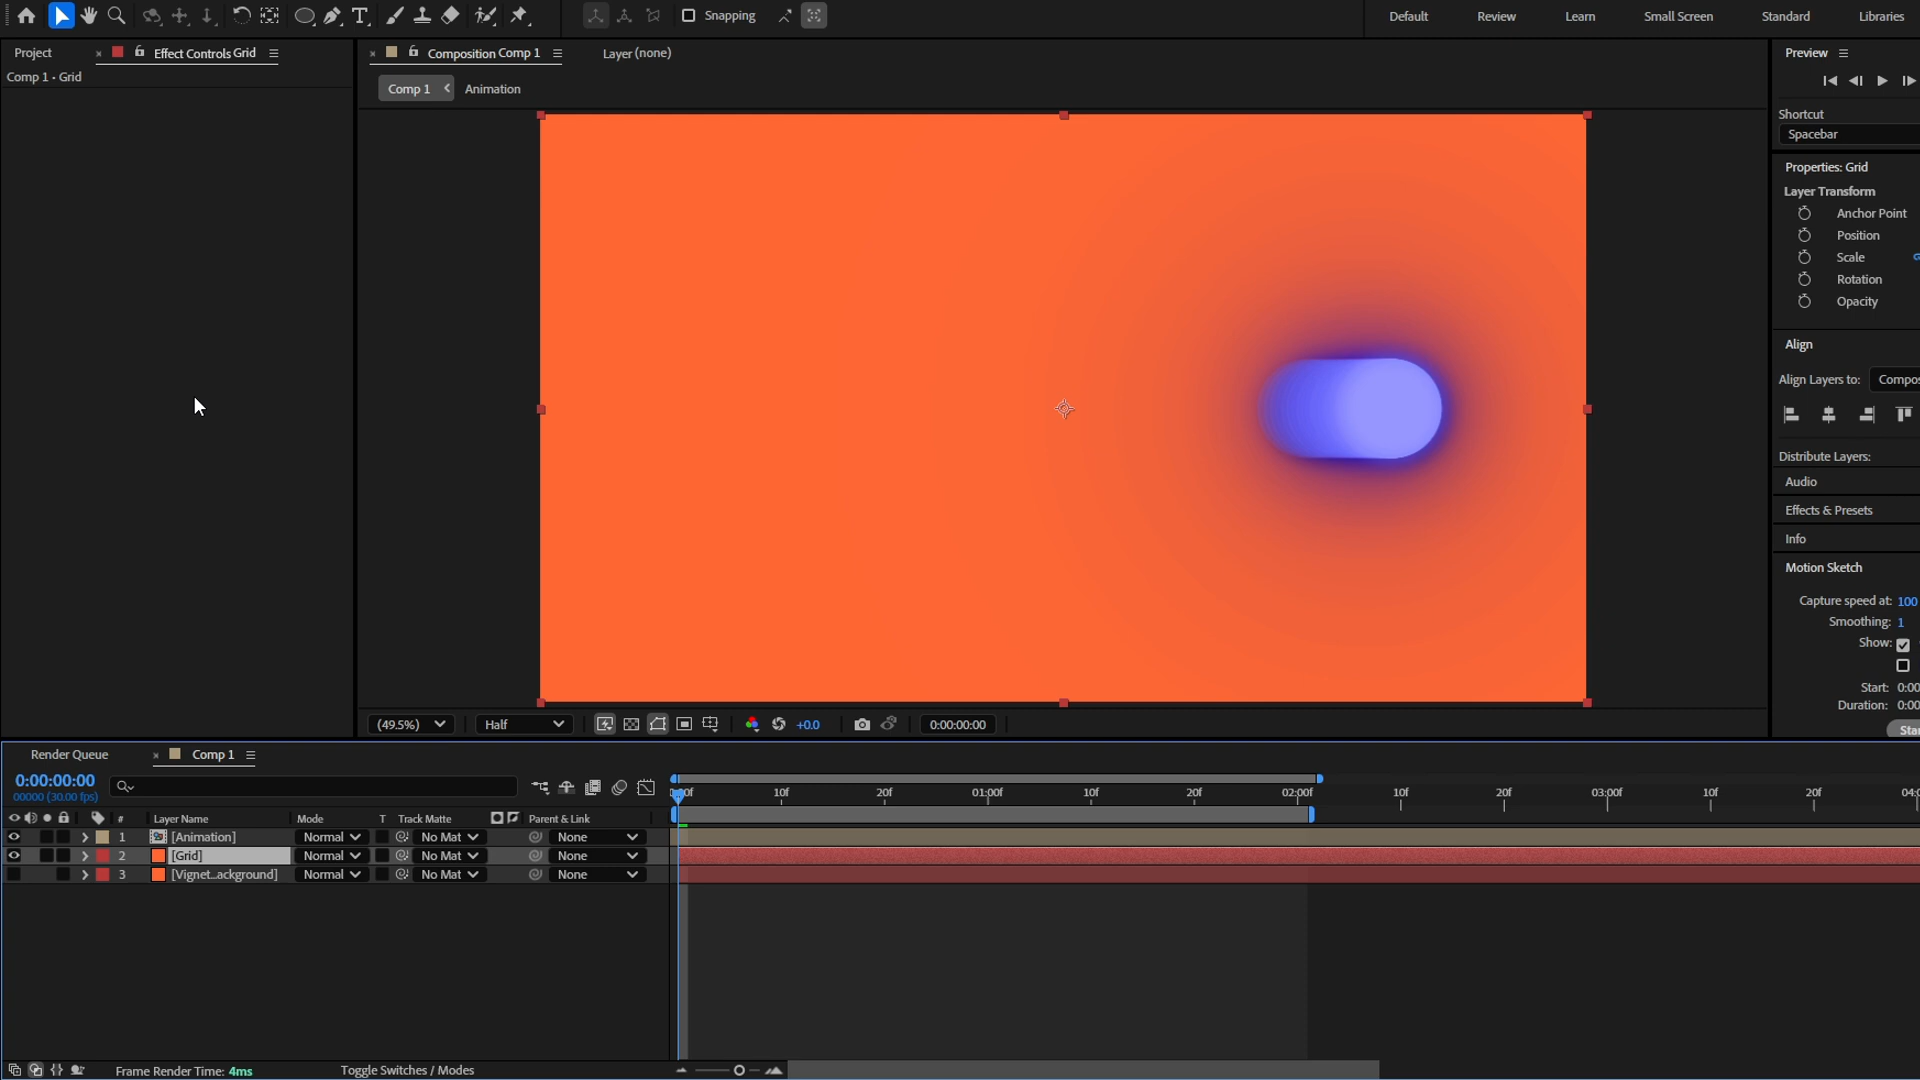 Snapping
Default
Review
Learn
Small Screen
Standard
Libraries
Project
Effect Controls Grid
Comp 1 • Grid
Composition Comp 1
Layer (none)
Comp 1
Animation
(49.5%)
Half
+0.0
0:00:00:00
Preview
Shortcut
Spacebar
Properties: Grid
Layer Transform
Anchor Point
Position
Scale
Rotation
Opacity
Align
Align Layers to:
Compos
Distribute Layers:
Audio
Effects & Presets
Info
Motion Sketch
Capture speed at: 100
Smoothing: 1
Show:
Start: 0:00
Duration: 0:00
Star
Render Queue
Comp 1
0:00:00:00
00000 (30.00 fps)
10f
20f
01:00f
10f
20f
02:00f
10f
20f
03:00f
10f
20f
# Layer Name Mode T Track Matte Parent & Link
1 [Animation] Normal No Mat None
2 [Grid] Normal No Mat None
3 [Vignet...ackground] Normal No Mat None
Frame Render Time: 4ms
Toggle Switches / Modes